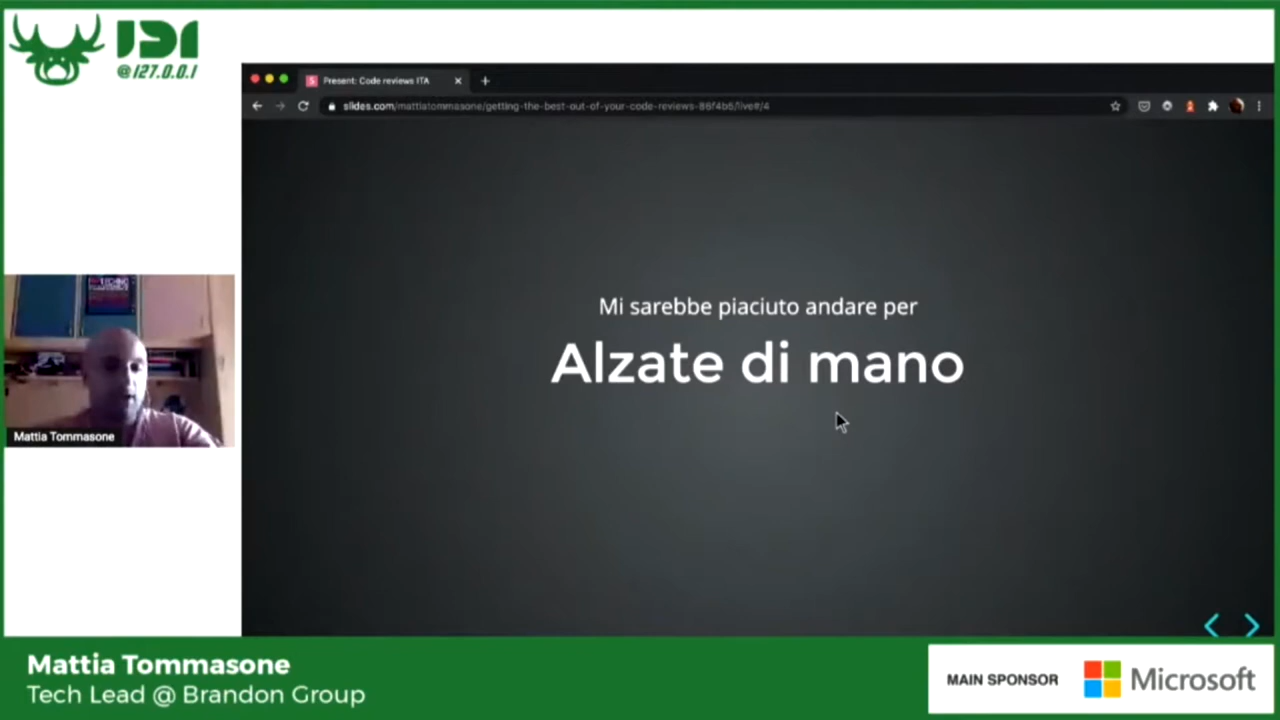 JDI
@127.0.0.1
Present: Code reviews ITA
slides.com/mattiatommasone/getting-the-best-out-of-your-code-reviews-86f4b5/live#/4
Mi sarebbe piaciuto andare per
Alzate di mano
Mattia Tommasone
Mattia Tommasone
Tech Lead @ Brandon Group
MAIN SPONSOR
Microsoft